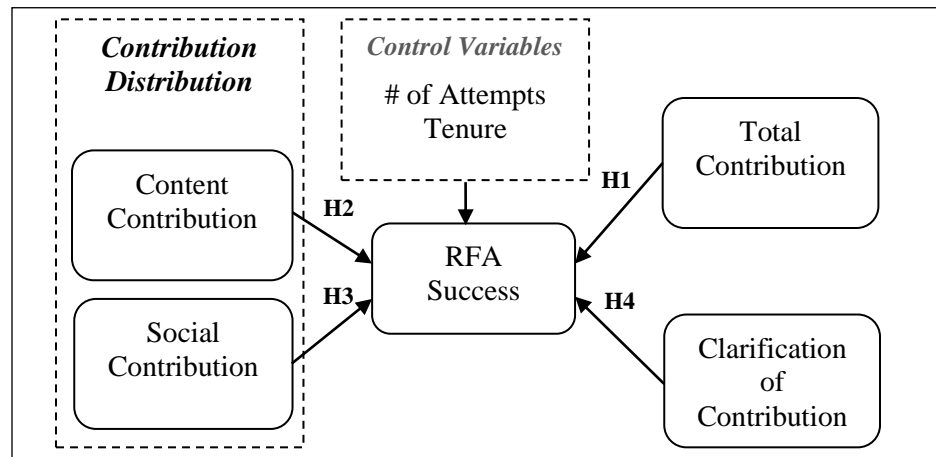 Contribution
Distribution
Content
Contribution
Social
Contribution
Control Variables
# of Attempts
Tenure
H2
H3
RFA
Success
H1
H4
Total
Contribution
Clarification
of
Contribution